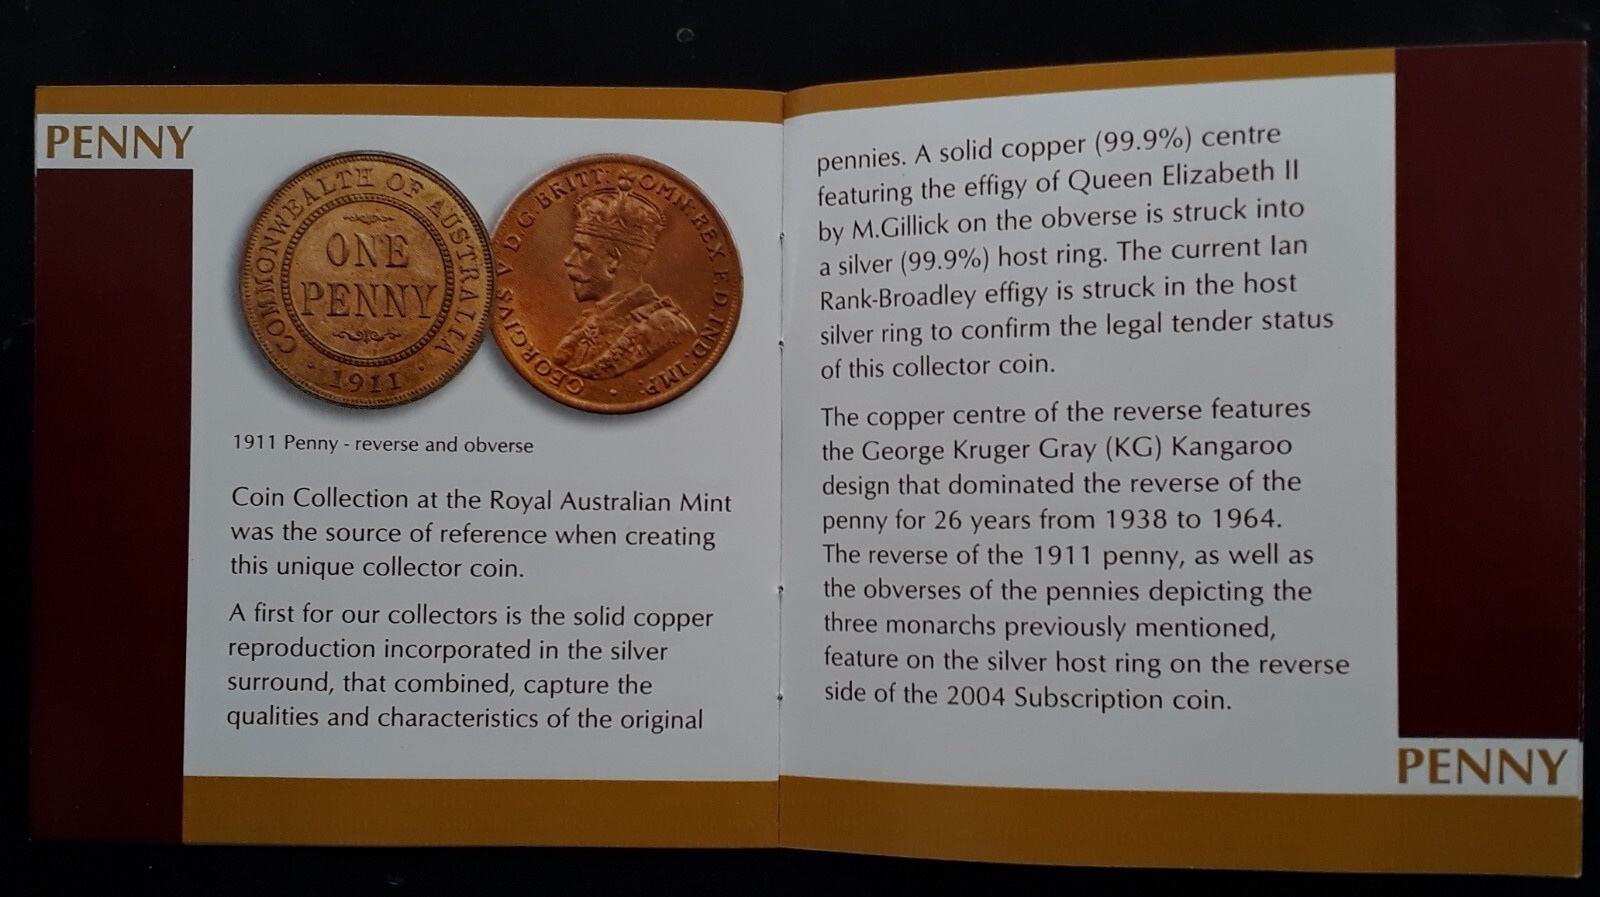 PENNY
COMMONWEALTH OF AUSTRALIA
ONE
PENNY
· 1911 ·
GEORGIVS V D.G. BRITT: OMN: REX F.D. IND: IMP:
1911 Penny - reverse and obverse
Coin Collection at the Royal Australian Mint
was the source of reference when creating
this unique collector coin.
A first for our collectors is the solid copper
reproduction incorporated in the silver
surround, that combined, capture the
qualities and characteristics of the original
pennies. A solid copper (99.9%) centre
featuring the effigy of Queen Elizabeth II
by M.Gillick on the obverse is struck into
a silver (99.9%) host ring. The current Ian
Rank-Broadley effigy is struck in the host
silver ring to confirm the legal tender status
of this collector coin.
The copper centre of the reverse features
the George Kruger Gray (KG) Kangaroo
design that dominated the reverse of the
penny for 26 years from 1938 to 1964.
The reverse of the 1911 penny, as well as
the obverses of the pennies depicting the
three monarchs previously mentioned,
feature on the silver host ring on the reverse
side of the 2004 Subscription coin.
PENNY